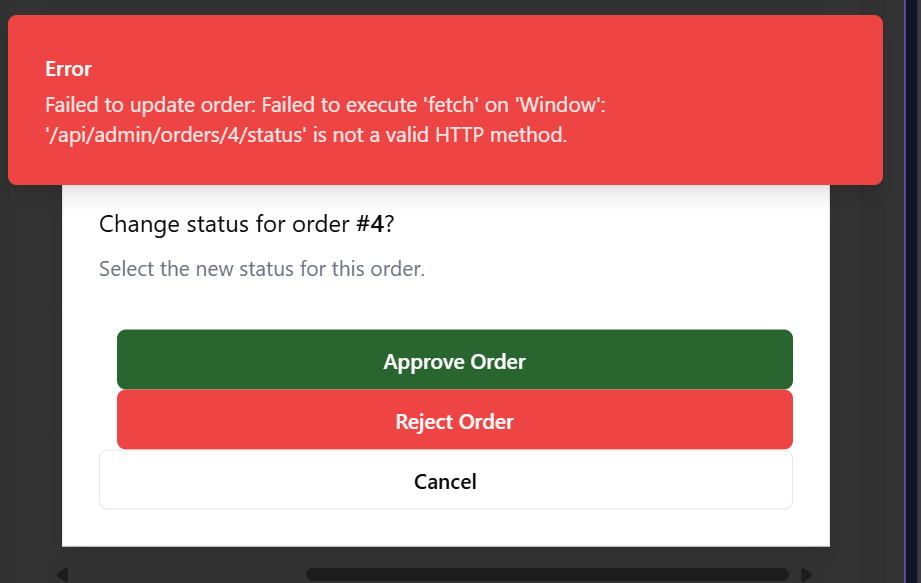 Error
Failed to update order: Failed to execute 'fetch' on 'Window':
'/api/admin/orders/4/status' is not a valid HTTP method.
Change status for order #4?
Select the new status for this order.
Approve Order
Reject Order
Cancel